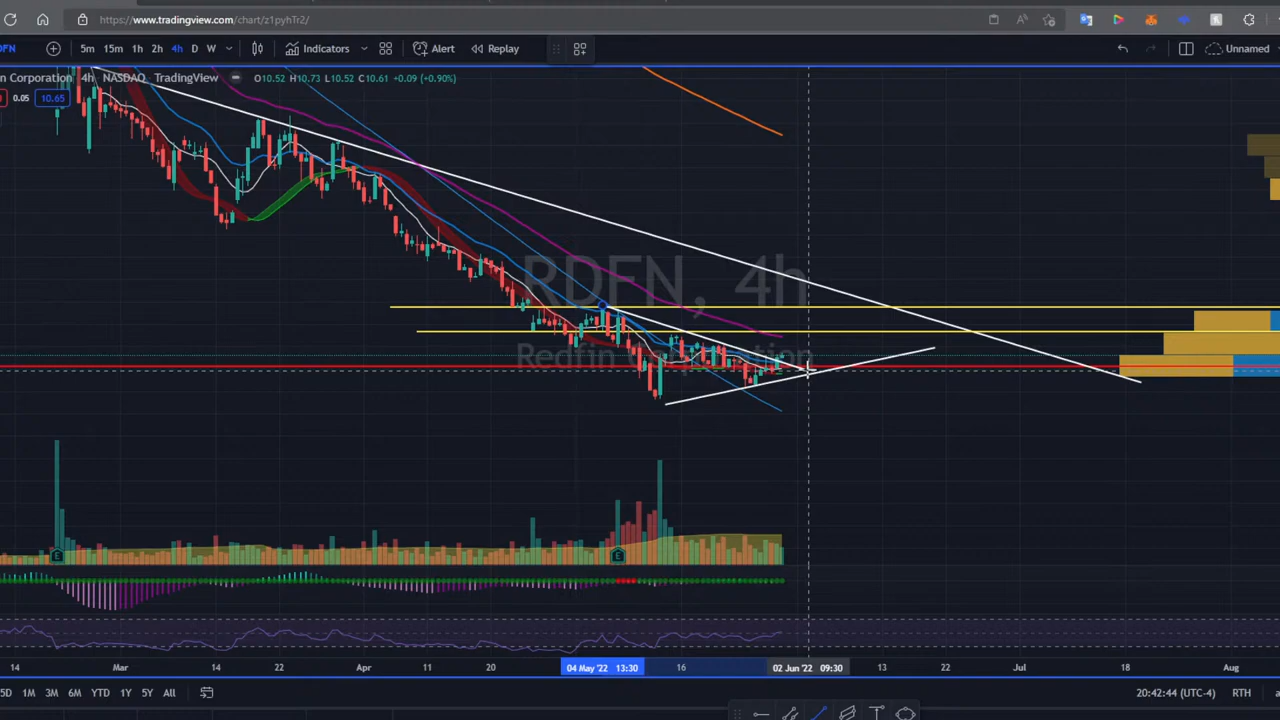 https://www.tradingview.com/chart/z1pyhTr2/
DFN 5m 15m 1h 2h 4h D W Indicators Alert Replay Unnamed
n Corporation 4h NASDAQ TradingView O10.52 H10.73 L10.52 C10.61 +0.09 (+0.90%)
0.05 10.65
RDFN, 4h
Redfin Corporation
E E
14 Mar 14 22 Apr 11 20 04 May '22 13:30 16 02 Jun '22 09:30 13 22 Jul 18 Aug
5D 1M 3M 6M YTD 1Y 5Y All 20:42:44 (UTC-4) RTH